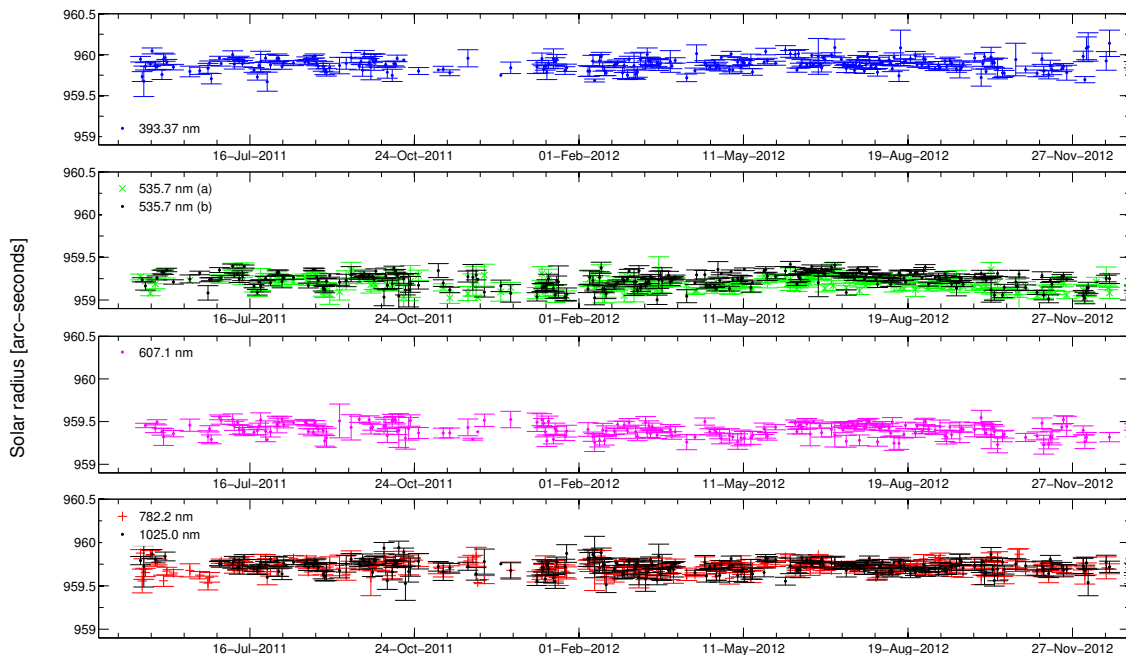 960.5
960
959.5
959
393.37 nm
16-Jul-2011 24-Oct-2011 01-Feb-2012 11-May-2012 19-Aug-2012 27-Nov-2012
960.5
960
959.5
959
535.7 nm (a)
535.7 nm (b)
16-Jul-2011 24-Oct-2011 01-Feb-2012 11-May-2012 19-Aug-2012 27-Nov-2012
Solar radius [arc-seconds]
960.5
960
959.5
959
607.1 nm
16-Jul-2011 24-Oct-2011 01-Feb-2012 11-May-2012 19-Aug-2012 27-Nov-2012
960.5
960
959.5
959
782.2 nm
1025.0 nm
16-Jul-2011 24-Oct-2011 01-Feb-2012 11-May-2012 19-Aug-2012 27-Nov-2012